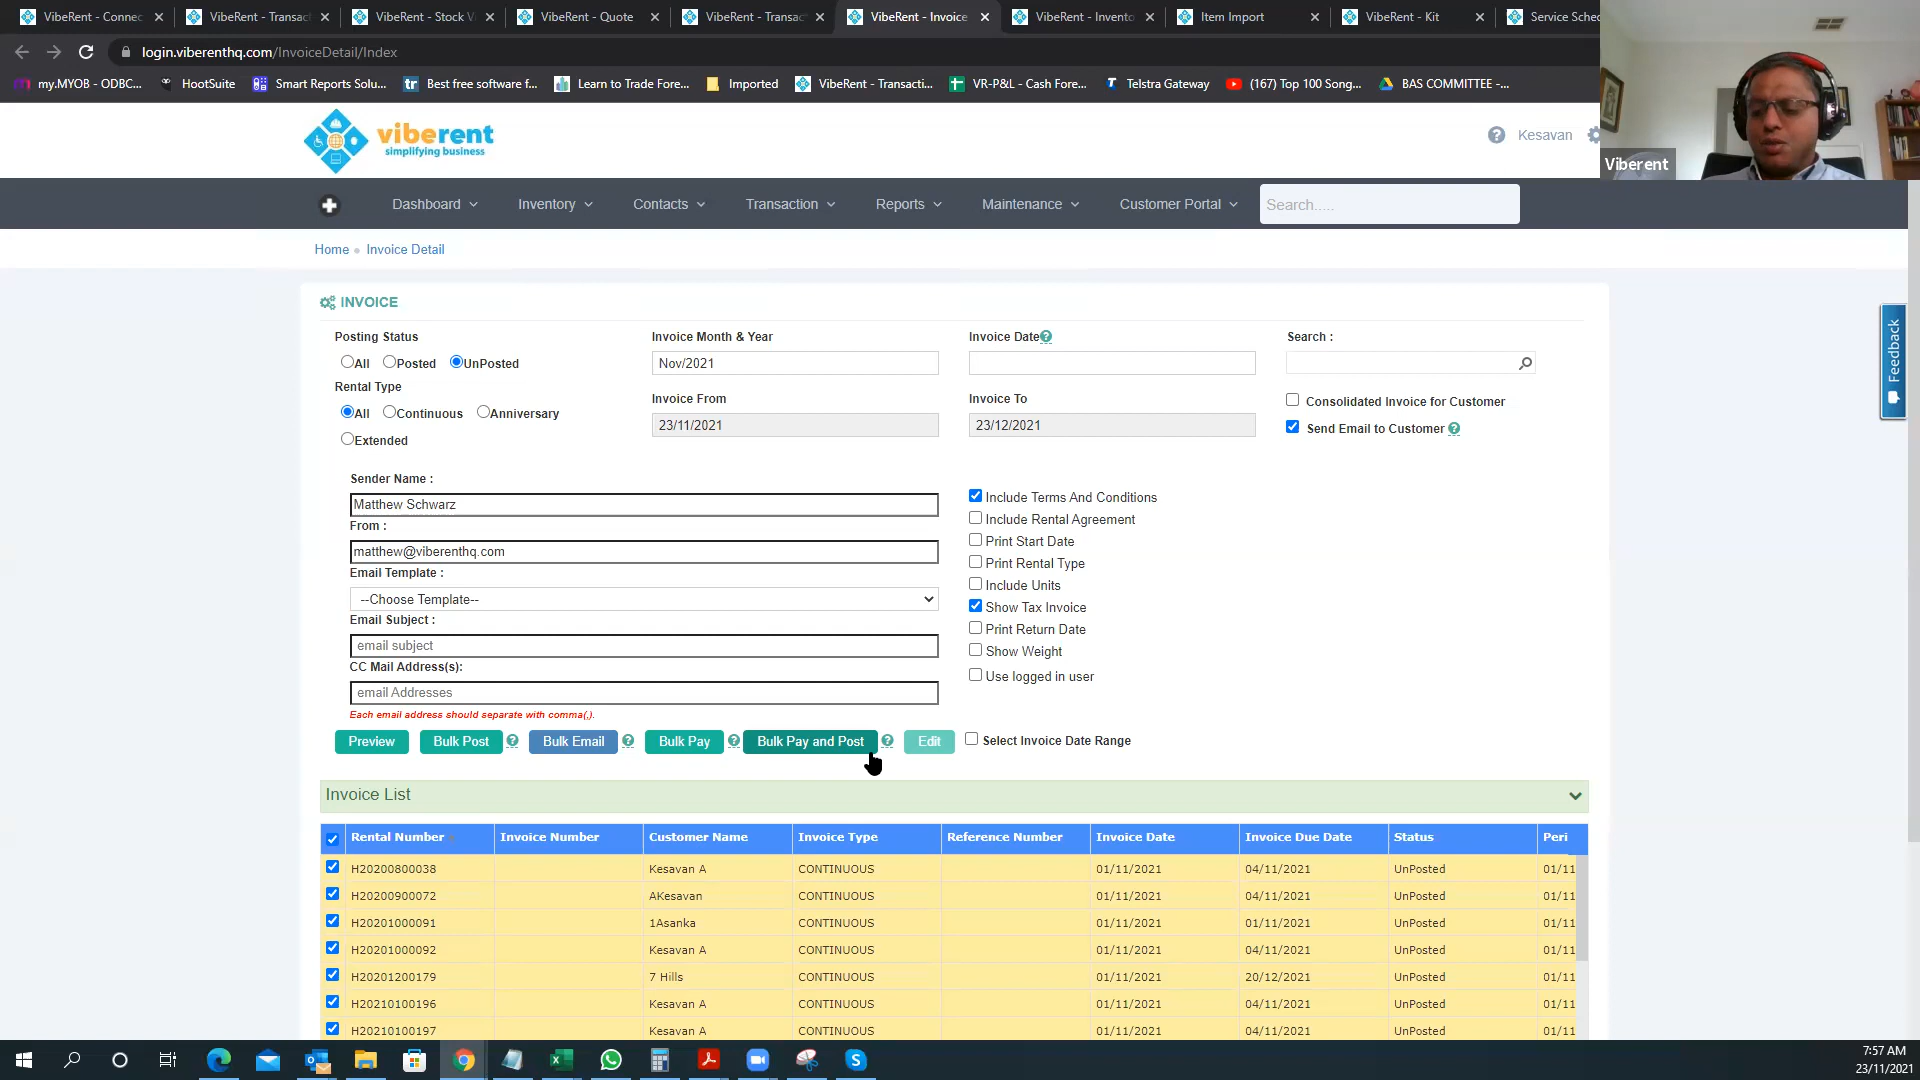 VibeRent - Connec
VibeRent - Transac
VibeRent - Stock V
VibeRent - Quote
VibeRent - Transac
VibeRent - Invoice
VibeRent - Invento
Item Import
VibeRent - Kit
Service Sched
login.viberenthq.com/InvoiceDetail/Index
my.MYOB - ODBC...
HootSuite
Smart Reports Solu...
Best free software f...
Learn to Trade Fore...
Imported
VibeRent - Transacti...
VR-P&L - Cash Fore...
Telstra Gateway
(167) Top 100 Song...
BAS COMMITTEE -...
viberent
simplifying business
Kesavan
Viberent
Dashboard
Inventory
Contacts
Transaction
Reports
Maintenance
Customer Portal
Search.....
Home • Invoice Detail
INVOICE
Posting Status
All Posted UnPosted
Rental Type
All Continuous Anniversary
Extended
Invoice Month & Year
Nov/2021
Invoice From
23/11/2021
Invoice Date
Invoice To
23/12/2021
Search :
Consolidated Invoice for Customer
Send Email to Customer
Feedback
Sender Name :
Matthew Schwarz
From :
matthew@viberenthq.com
Email Template :
--Choose Template--
Email Subject :
email subject
CC Mail Address(s):
email Addresses
Each email address should separate with comma(,).
Include Terms And Conditions
Include Rental Agreement
Print Start Date
Print Rental Type
Include Units
Show Tax Invoice
Print Return Date
Show Weight
Use logged in user
Preview Bulk Post Bulk Email Bulk Pay Bulk Pay and Post Edit Select Invoice Date Range
Invoice List
Rental Number Invoice Number Customer Name Invoice Type Reference Number Invoice Date Invoice Due Date Status Peri
H20200800038 Kesavan A CONTINUOUS 01/11/2021 04/11/2021 UnPosted 01/11
H20200900072 AKesavan CONTINUOUS 01/11/2021 04/11/2021 UnPosted 01/11
H20201000091 1Asanka CONTINUOUS 01/11/2021 01/11/2021 UnPosted 01/11
H20201000092 Kesavan A CONTINUOUS 01/11/2021 04/11/2021 UnPosted 01/11
H20201200179 7 Hills CONTINUOUS 01/11/2021 20/12/2021 UnPosted 01/11
H20210100196 Kesavan A CONTINUOUS 01/11/2021 04/11/2021 UnPosted 01/11
H20210100197 Kesavan A CONTINUOUS 01/11/2021 04/11/2021 UnPosted 01/11
7:57 AM
23/11/2021